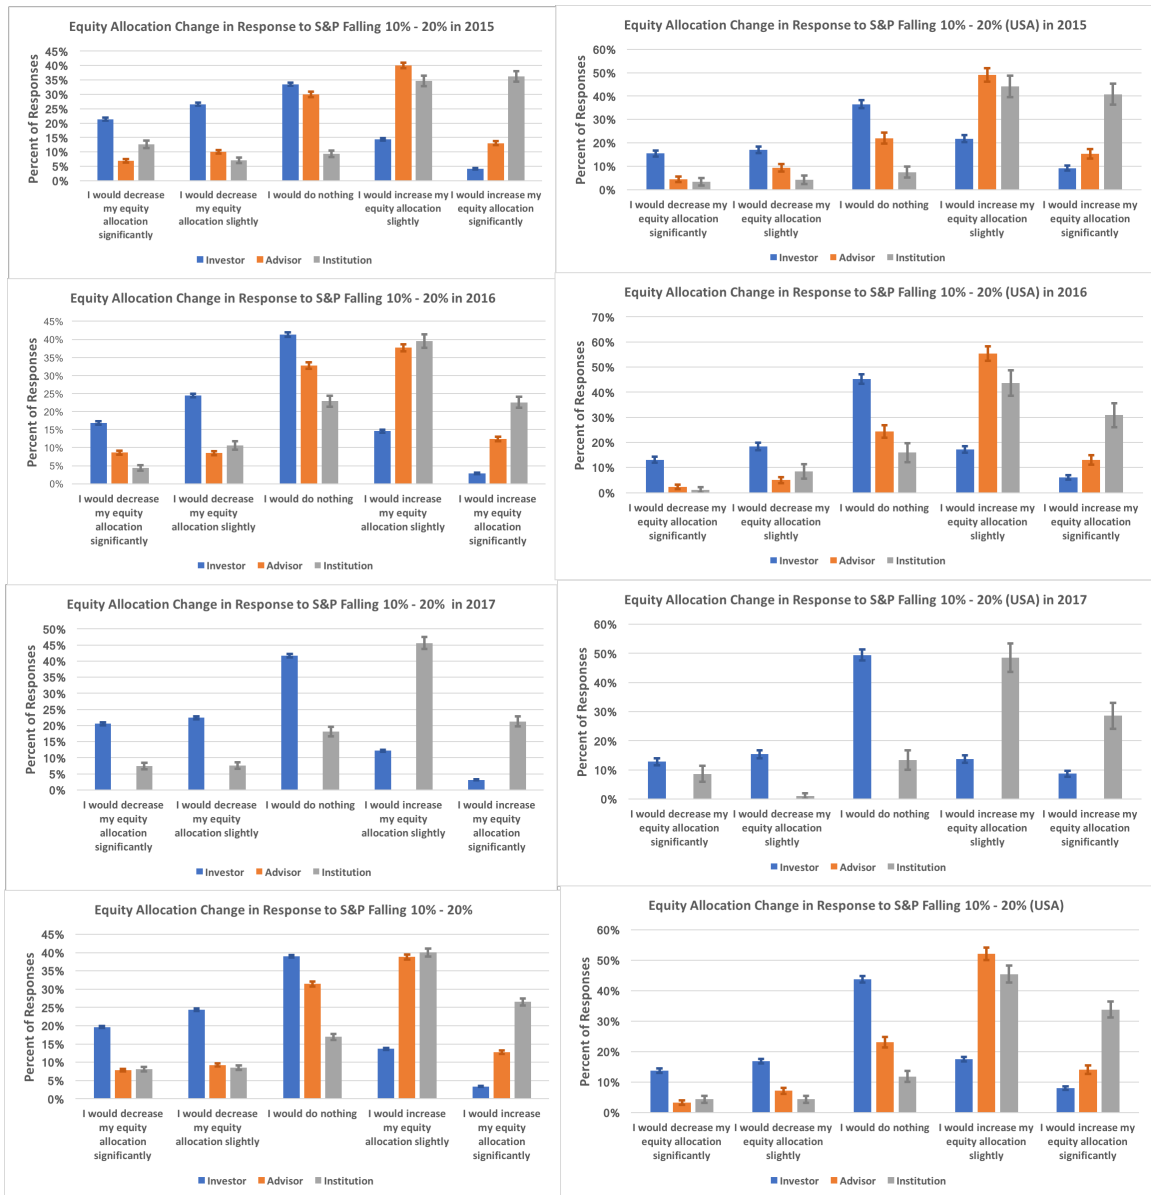 Equity Allocation Change in Response to S&P Falling 10% - 20% in 2015
Percent of Responses
45%
40%
35%
30%
25%
20%
15%
10%
5%
0%
I would decrease my equity allocation significantly
I would decrease my equity allocation slightly
I would do nothing
I would increase my equity allocation slightly
I would increase my equity allocation significantly
Investor Advisor Institution
Equity Allocation Change in Response to S&P Falling 10% - 20% (USA) in 2015
Percent of Responses
60%
50%
40%
30%
20%
10%
0%
I would decrease my equity allocation significantly
I would decrease my equity allocation slightly
I would do nothing
I would increase my equity allocation slightly
I would increase my equity allocation significantly
Investor Advisor Institution
Equity Allocation Change in Response to S&P Falling 10% - 20% in 2016
Percent of Responses
45%
40%
35%
30%
25%
20%
15%
10%
5%
0%
I would decrease my equity allocation significantly
I would decrease my equity allocation slightly
I would do nothing
I would increase my equity allocation slightly
I would increase my equity allocation significantly
Investor Advisor Institution
Equity Allocation Change in Response to S&P Falling 10% - 20% (USA) in 2016
Percent of Responses
70%
60%
50%
40%
30%
20%
10%
0%
I would decrease my equity allocation significantly
I would decrease my equity allocation slightly
I would do nothing
I would increase my equity allocation slightly
I would increase my equity allocation significantly
Investor Advisor Institution
Equity Allocation Change in Response to S&P Falling 10% - 20% in 2017
Percent of Responses
50%
45%
40%
35%
30%
25%
20%
15%
10%
5%
0%
I would decrease my equity allocation significantly
I would decrease my equity allocation slightly
I would do nothing
I would increase my equity allocation slightly
I would increase my equity allocation significantly
Investor Advisor Institution
Equity Allocation Change in Response to S&P Falling 10% - 20% (USA) in 2017
Percent of Responses
60%
50%
40%
30%
20%
10%
0%
I would decrease my equity allocation significantly
I would decrease my equity allocation slightly
I would do nothing
I would increase my equity allocation slightly
I would increase my equity allocation significantly
Investor Advisor Institution
Equity Allocation Change in Response to S&P Falling 10% - 20%
Percent of Responses
45%
40%
35%
30%
25%
20%
15%
10%
5%
0%
I would decrease my equity allocation significantly
I would decrease my equity allocation slightly
I would do nothing
I would increase my equity allocation slightly
I would increase my equity allocation significantly
Investor Advisor Institution
Equity Allocation Change in Response to S&P Falling 10% - 20% (USA)
Percent of Responses
60%
50%
40%
30%
20%
10%
0%
I would decrease my equity allocation significantly
I would decrease my equity allocation slightly
I would do nothing
I would increase my equity allocation slightly
I would increase my equity allocation significantly
Investor Advisor Institution